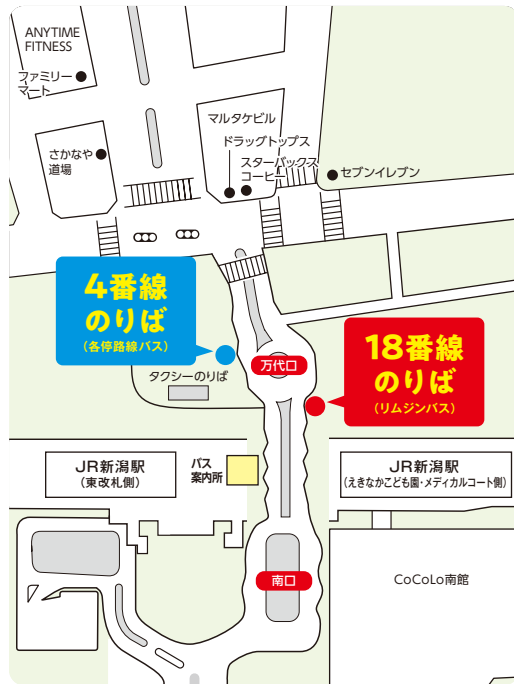 ANYTIME
FITNESS
ファミリー
マート
さかなや
道場
マルタケビル
ドラッグトップス
スターバックス
コーヒー
セブンイレブン
4番線
のりば
(各停路線バス)
万代口
18番線
のりば
(リムジンバス)
タクシーのりば
JR新潟駅
(東改札側)
バス
案内所
JR新潟駅
(えきなかこども園・メディカルコート側)
南口
CoCoLo南館